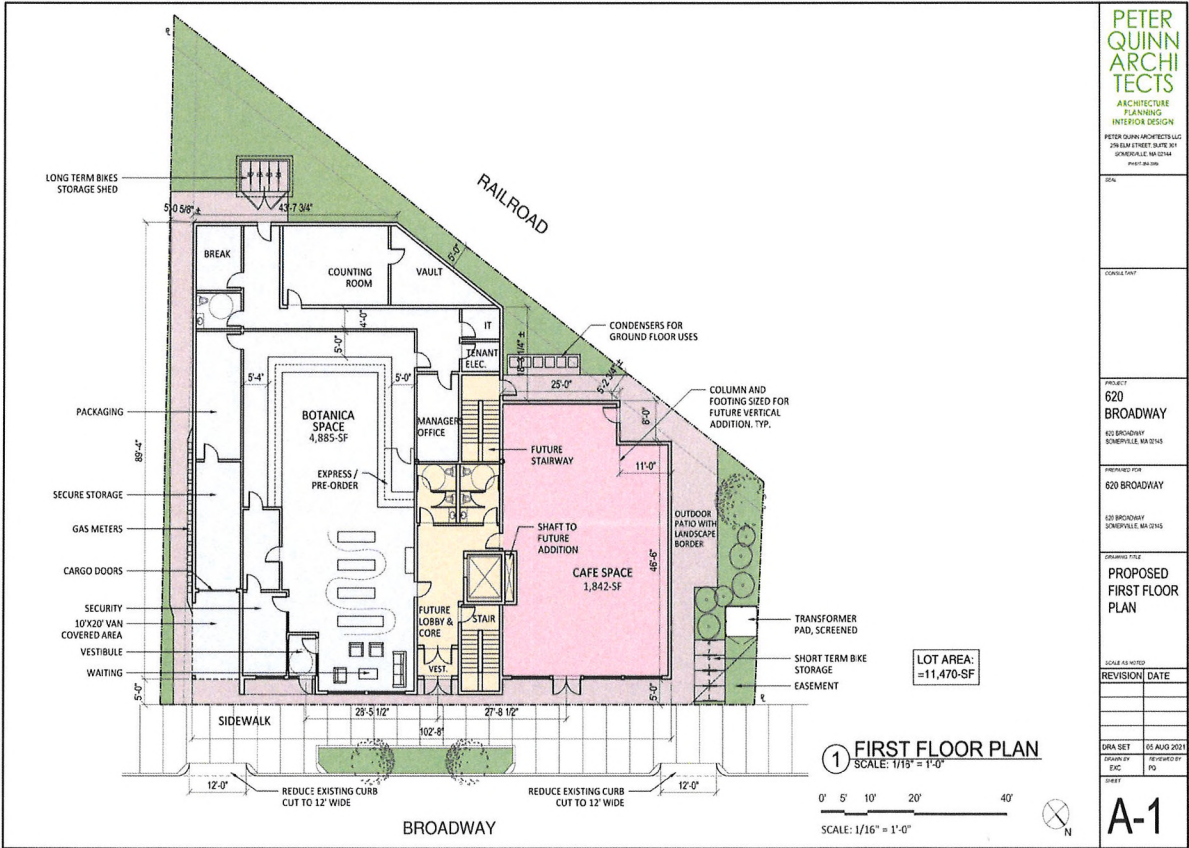 LONG TERM BIKES
STORAGE SHED
5'-0 5/8" ±
43'-7 3/4"
RAILROAD
5'-0"
BREAK
COUNTING
ROOM
VAULT
4'-0"
5'-0"
IT
TENANT
ELEC.
CONDENSERS FOR
GROUND FLOOR USES
25'-0"
5'-4"
5'-0"
8'-0"
COLUMN AND
FOOTING SIZED FOR
FUTURE VERTICAL
ADDITION. TYP.
PACKAGING
BOTANICA
SPACE
4,885-SF
MANAGERS
OFFICE
FUTURE
STAIRWAY
11'-0"
89'-4"
EXPRESS /
PRE-ORDER
SECURE STORAGE
GAS METERS
SHAFT TO
FUTURE
ADDITION
OUTDOOR
PATIO WITH
LANDSCAPE
BORDER
46'-6"
CARGO DOORS
CAFE SPACE
1,842-SF
SECURITY
10'X20' VAN
COVERED AREA
FUTURE
LOBBY &
CORE
STAIR
TRANSFORMER
PAD, SCREENED
VESTIBULE
WAITING
VEST.
SHORT TERM BIKE
STORAGE
EASEMENT
LOT AREA:
=11,470-SF
5'-0"
5'-0"
SIDEWALK
28'-5 1/2"
27'-8 1/2"
102'-8"
12'-0"
REDUCE EXISTING CURB
CUT TO 12' WIDE
REDUCE EXISTING CURB
CUT TO 12' WIDE
12'-0"
BROADWAY
1
FIRST FLOOR PLAN
SCALE: 1/16" = 1'-0"
0' 5' 10' 20' 40'
SCALE: 1/16" = 1'-0"
N
PETER
QUINN
ARCHI
TECTS
ARCHITECTURE
PLANNING
INTERIOR DESIGN
PETER QUINN ARCHITECTS LLC
259 ELM STREET, SUITE 301
SOMERVILLE, MA 02144
SEAL
CONSULTANT
PROJECT
620
BROADWAY
620 BROADWAY
SOMERVILLE, MA 02145
PREPARED FOR
620 BROADWAY
620 BROADWAY
SOMERVILLE, MA 02145
DRAWING TITLE
PROPOSED
FIRST FLOOR
PLAN
SCALE AS NOTED
REVISION DATE
DRA SET 05 AUG 2021
DRAWN BY REVIEWED BY
EXC PQ
SHEET
A-1